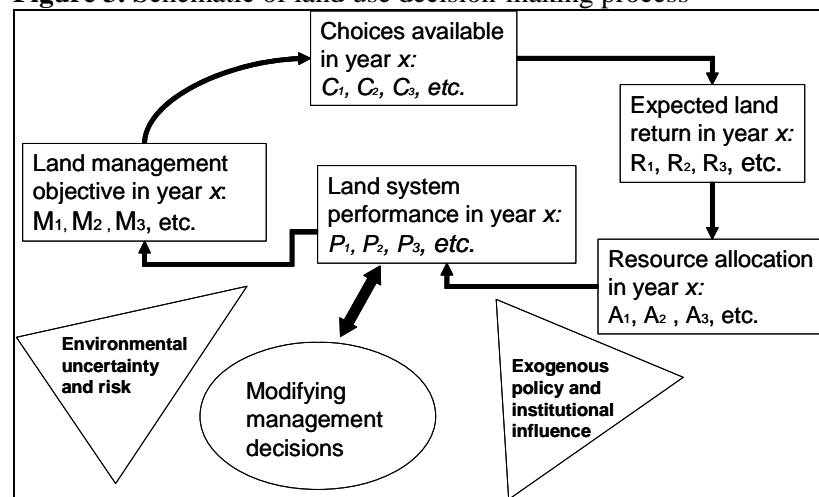 Figure 3. Schematic of land use decision-making process
Choices available
in year x:
C1, C2, C3, etc.
Expected land
return in year x:
R1, R2, R3, etc.
Land management
objective in year x:
M1, M2 , M3, etc.
Land system
performance in year x:
P1, P2, P3, etc.
Resource allocation
in year x:
A1, A2 , A3, etc.
Environmental
uncertainty
and risk
Modifying
management
decisions
Exogenous
policy and
institutional
influence